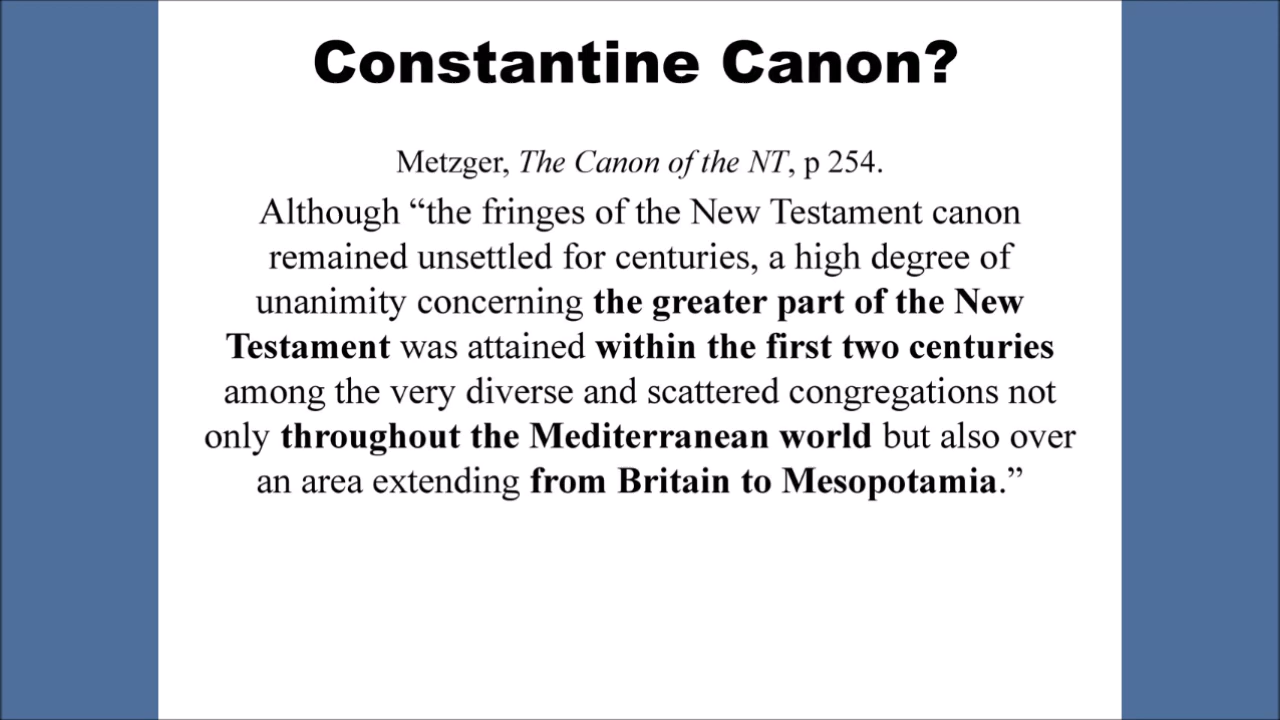 Constantine Canon?
Metzger, The Canon of the NT, p 254.
Although “the fringes of the New Testament canon
remained unsettled for centuries, a high degree of
unanimity concerning the greater part of the New
Testament was attained within the first two centuries
among the very diverse and scattered congregations not
only throughout the Mediterranean world but also over
an area extending from Britain to Mesopotamia.”